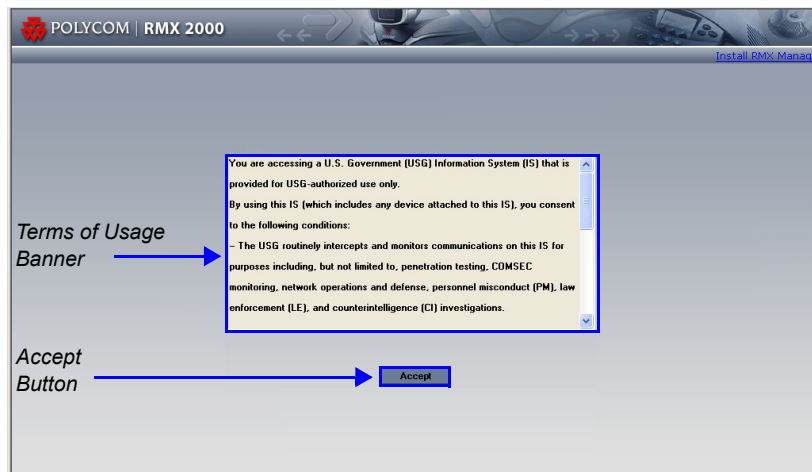 POLYCOM | RMX 2000
Install RMX Manag
You are accessing a U.S. Government (USG) Information System (IS) that is
provided for USG-authorized use only.
By using this IS (which includes any device attached to this IS), you consent
to the following conditions:
– The USG routinely intercepts and monitors communications on this IS for
purposes including, but not limited to, penetration testing, COMSEC
monitoring, network operations and defense, personnel misconduct (PM), law
enforcement (LE), and counterintelligence (CI) investigations.
Terms of Usage
Banner
Accept
Button
Accept